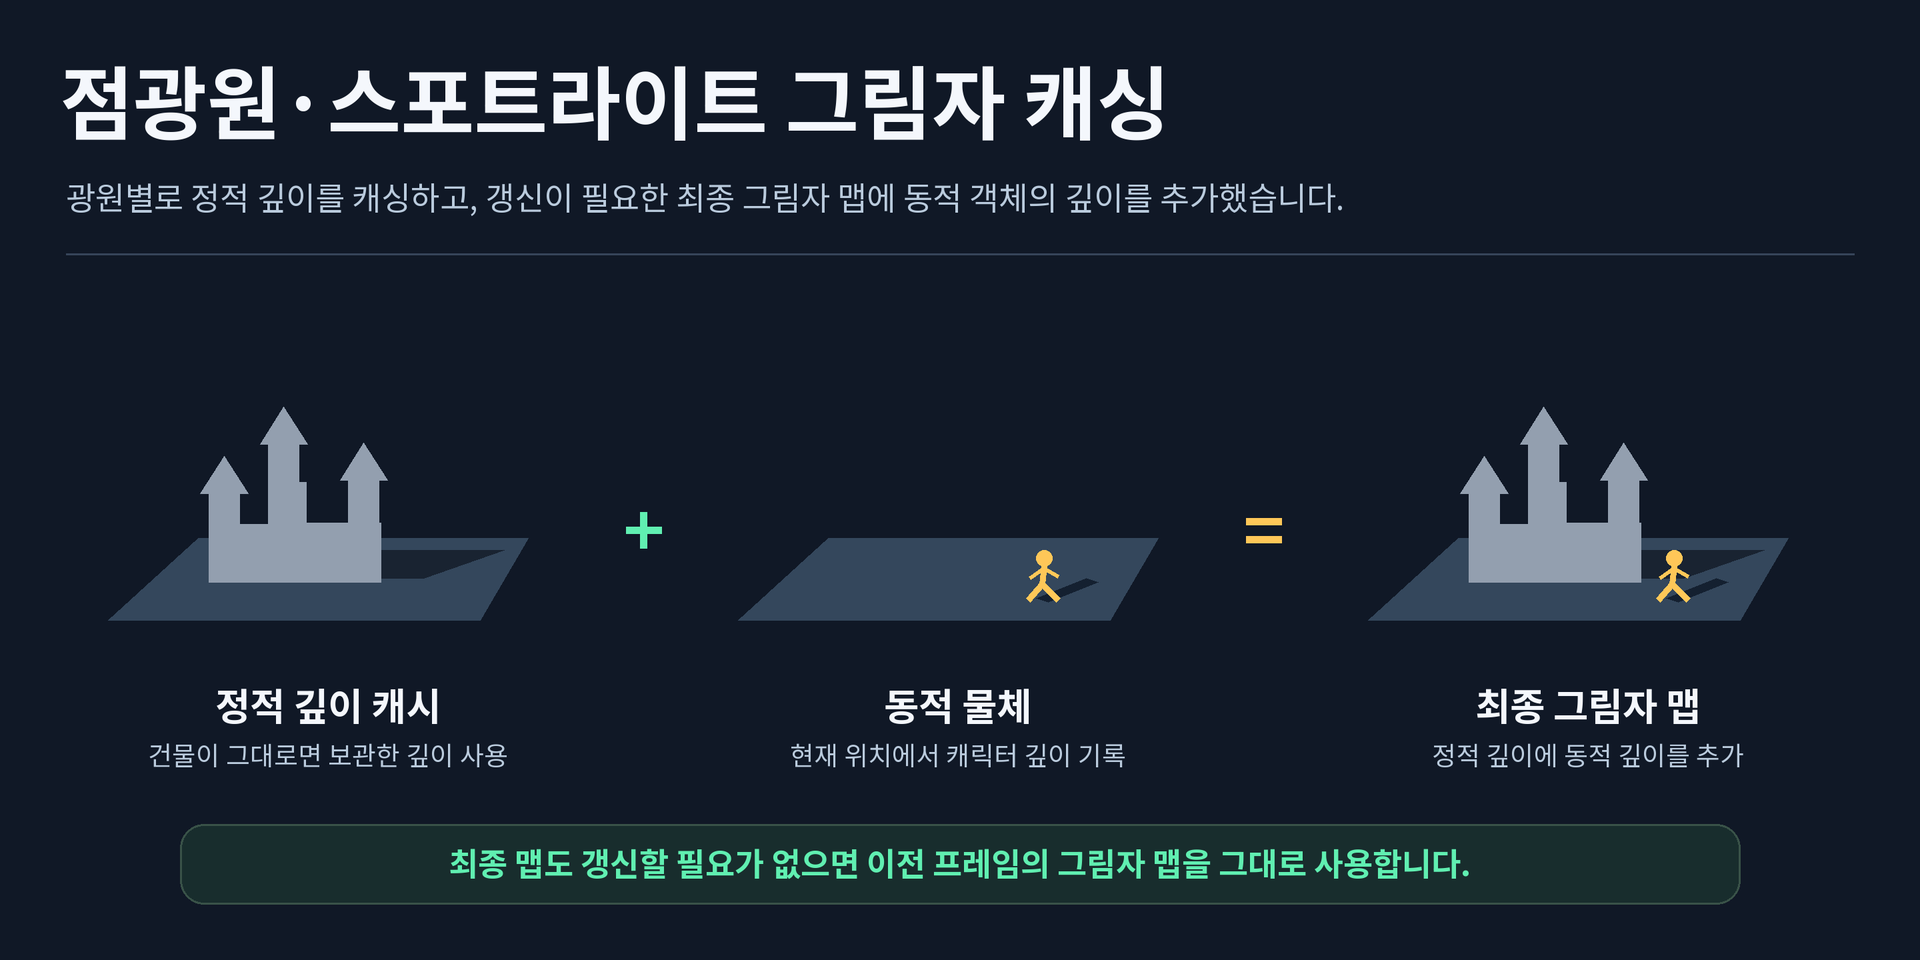 점광원·스포트라이트 그림자 캐싱
광원별로 정적 깊이를 캐싱하고, 갱신이 필요한 최종 그림자 맵에 동적 객체의 깊이를 추가했습니다.
+
=
정적 깊이 캐시
동적 물체
최종 그림자 맵
건물이 그대로면 보관한 깊이 사용
현재 위치에서 캐릭터 깊이 기록
정적 깊이에 동적 깊이를 추가
최종 맵도 갱신할 필요가 없으면 이전 프레임의 그림자 맵을 그대로 사용합니다.